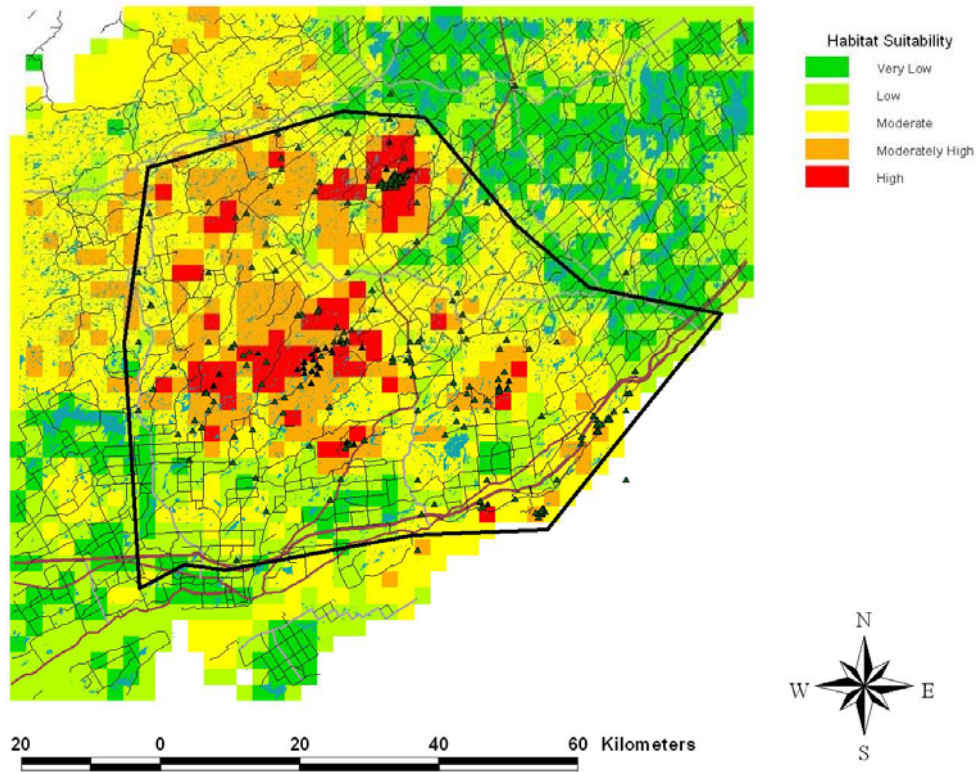 Habitat Suitability
Very Low
Low
Moderate
Moderately High
High
N
W E
S
20 0 20 40 60 Kilometers